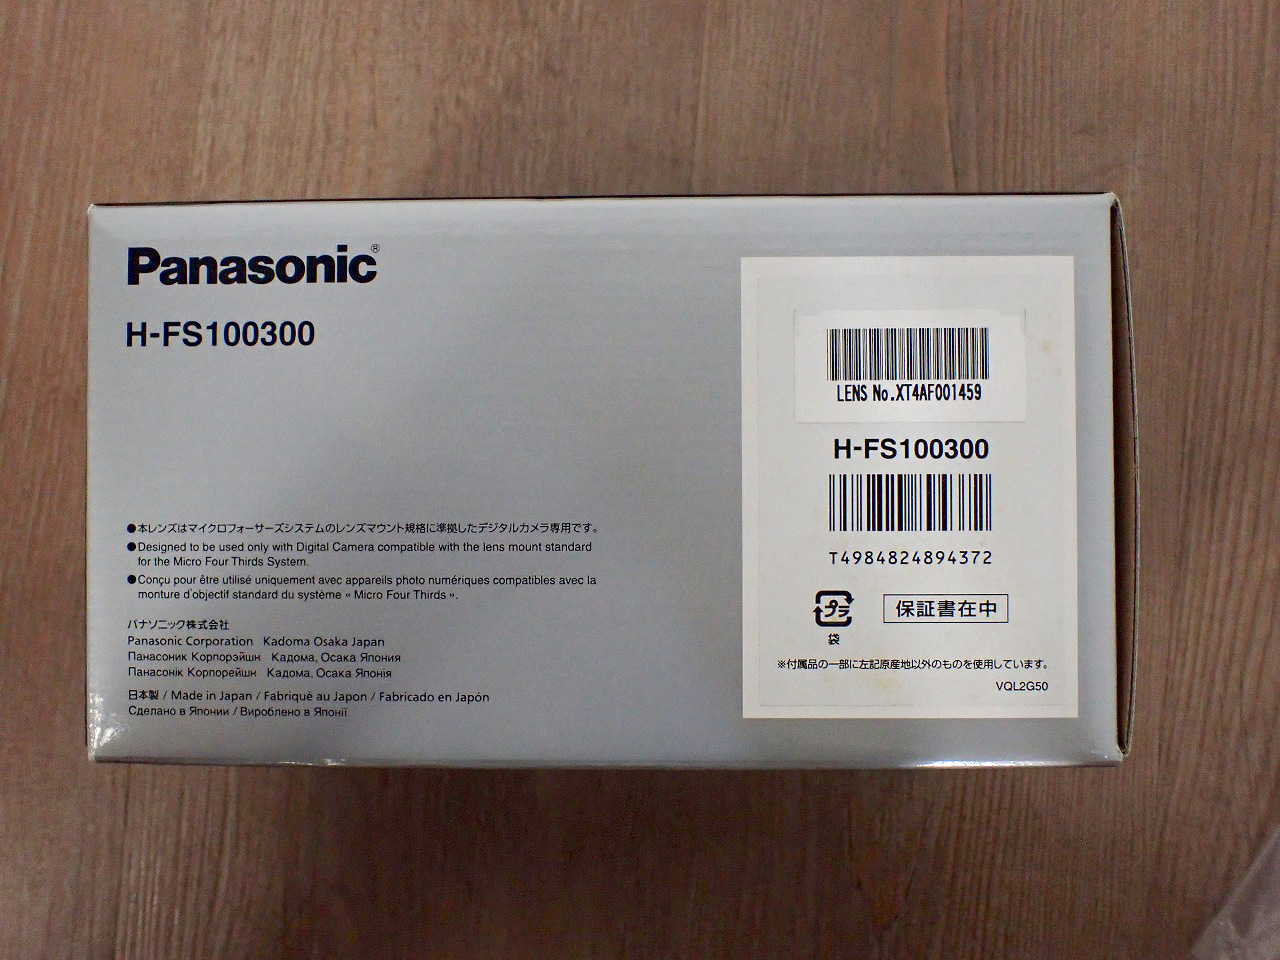 Panasonic®
H-FS100300
●本レンズはマイクロフォーサーズシステムのレンズマウント規格に準拠したデジタルカメラ専用です。
●Designed to be used only with Digital Camera compatible with the lens mount standard
for the Micro Four Thirds System.
●Conçu pour être utilisé uniquement avec appareils photo numériques compatibles avec la
monture d'objectif standard du système « Micro Four Thirds ».
パナソニック株式会社
Panasonic Corporation Kadoma Osaka Japan
Панасоник Корпорэйшн Кадома, Осака Япония
Панасонік Корпорейшн Кадома, Осака Японія
日本製 / Made in Japan / Fabriqué au Japon / Fabricado en Japón
Сделано в Японии / Вироблено в Японії
LENS No.XT4AF001459
H-FS100300
T4984824894372
プラ
袋
保証書在中
※付属品の一部に左記原産地以外のものを使用しています。
VQL2G50